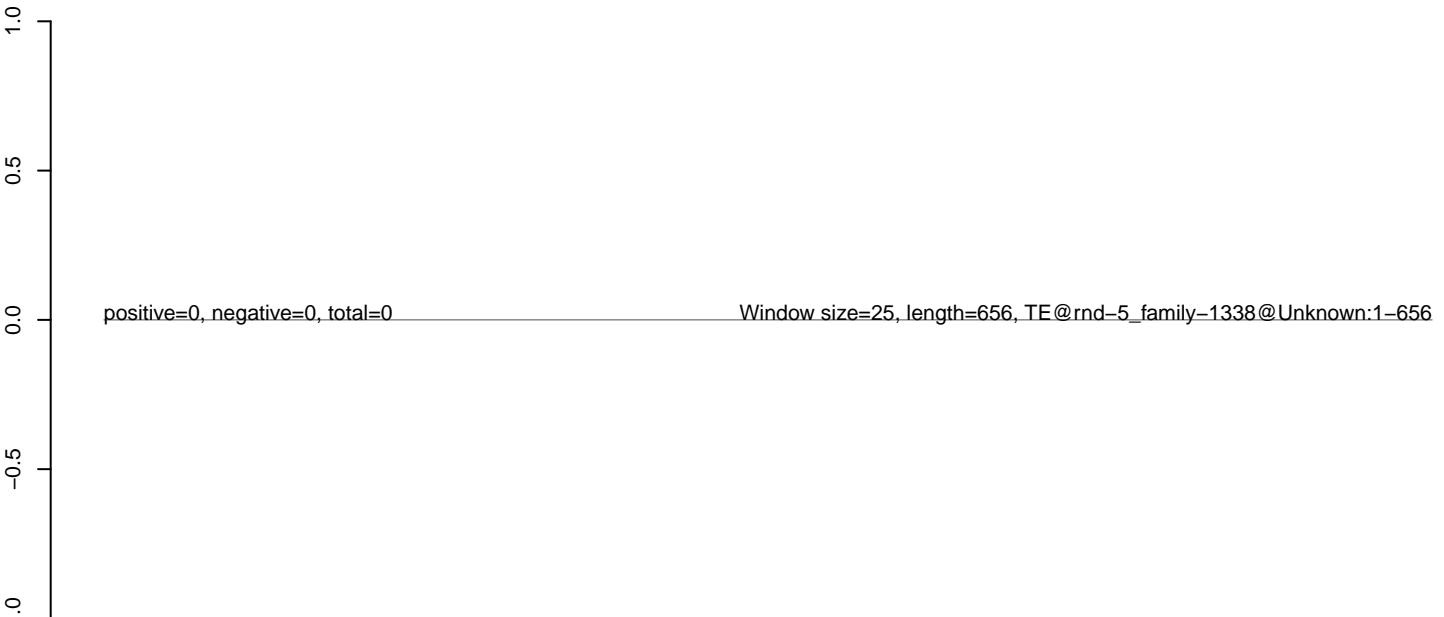 1.0
0.5
0.0
positive=0, negative=0, total=0
Window size=25, length=656, TE@rnd−5_family−1338@Unknown:1−656
−0.5
.0